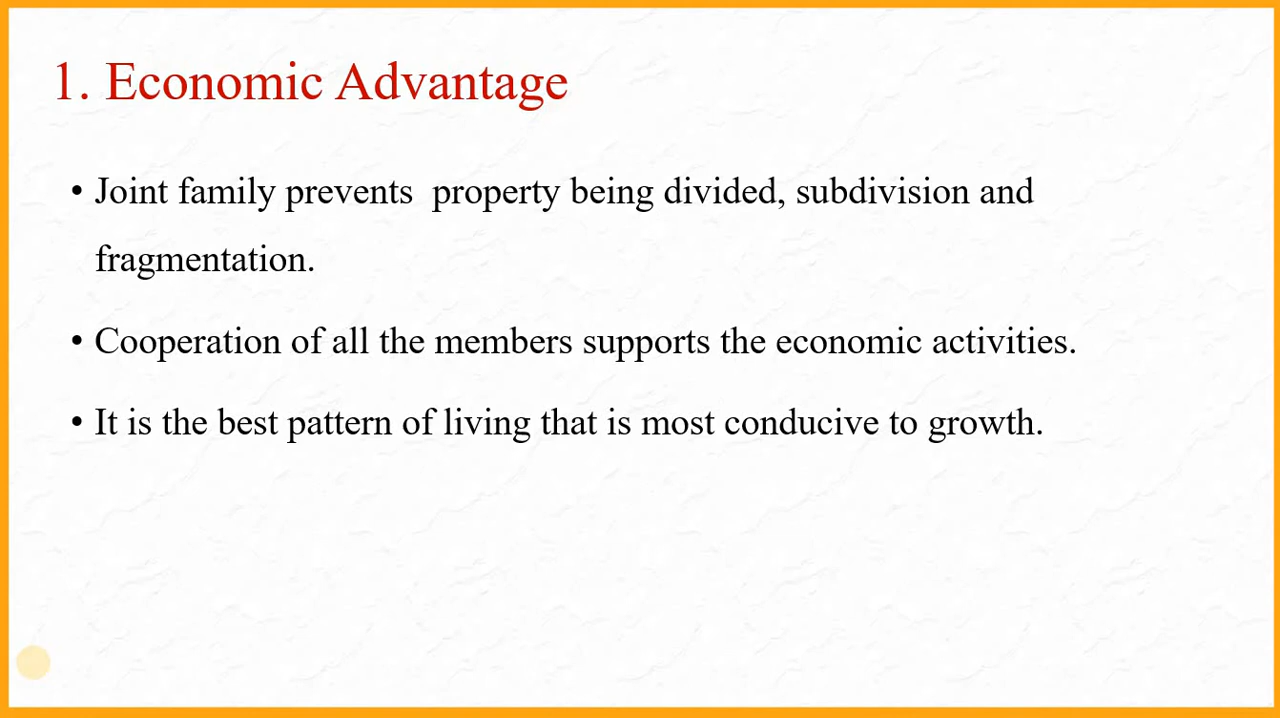 1. Economic Advantage
• Joint family prevents  property being divided, subdivision and
fragmentation.
• Cooperation of all the members supports the economic activities.
• It is the best pattern of living that is most conducive to growth.